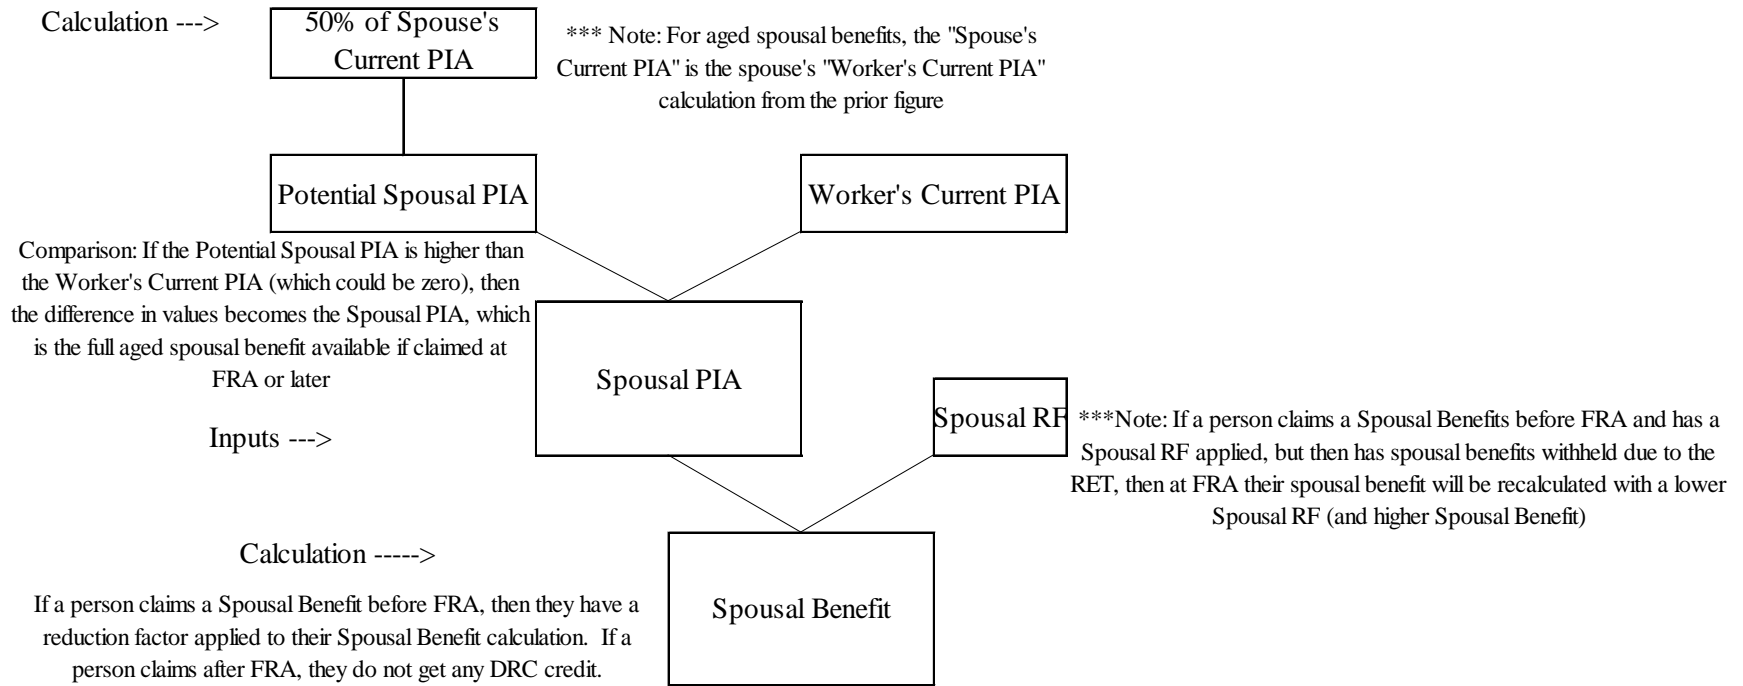 Calculation --->
50% of Spouse's
Current PIA
*** Note: For aged spousal benefits, the "Spouse's
Current PIA" is the spouse's "Worker's Current PIA"
calculation from the prior figure
Potential Spousal PIA
Worker's Current PIA
Comparison: If the Potential Spousal PIA is higher than
the Worker's Current PIA (which could be zero), then
the difference in values becomes the Spousal PIA, which
is the full aged spousal benefit available if claimed at
FRA or later
Spousal PIA
Spousal RF
***Note: If a person claims a Spousal Benefits before FRA and has a
Spousal RF applied, but then has spousal benefits withheld due to the
RET, then at FRA their spousal benefit will be recalculated with a lower
Spousal RF (and higher Spousal Benefit)
Inputs --->
Calculation ----->
If a person claims a Spousal Benefit before FRA, then they have a
reduction factor applied to their Spousal Benefit calculation.  If a
person claims after FRA, they do not get any DRC credit.
Spousal Benefit